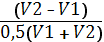 (V2 − V1)
0,5(V1 + V2)